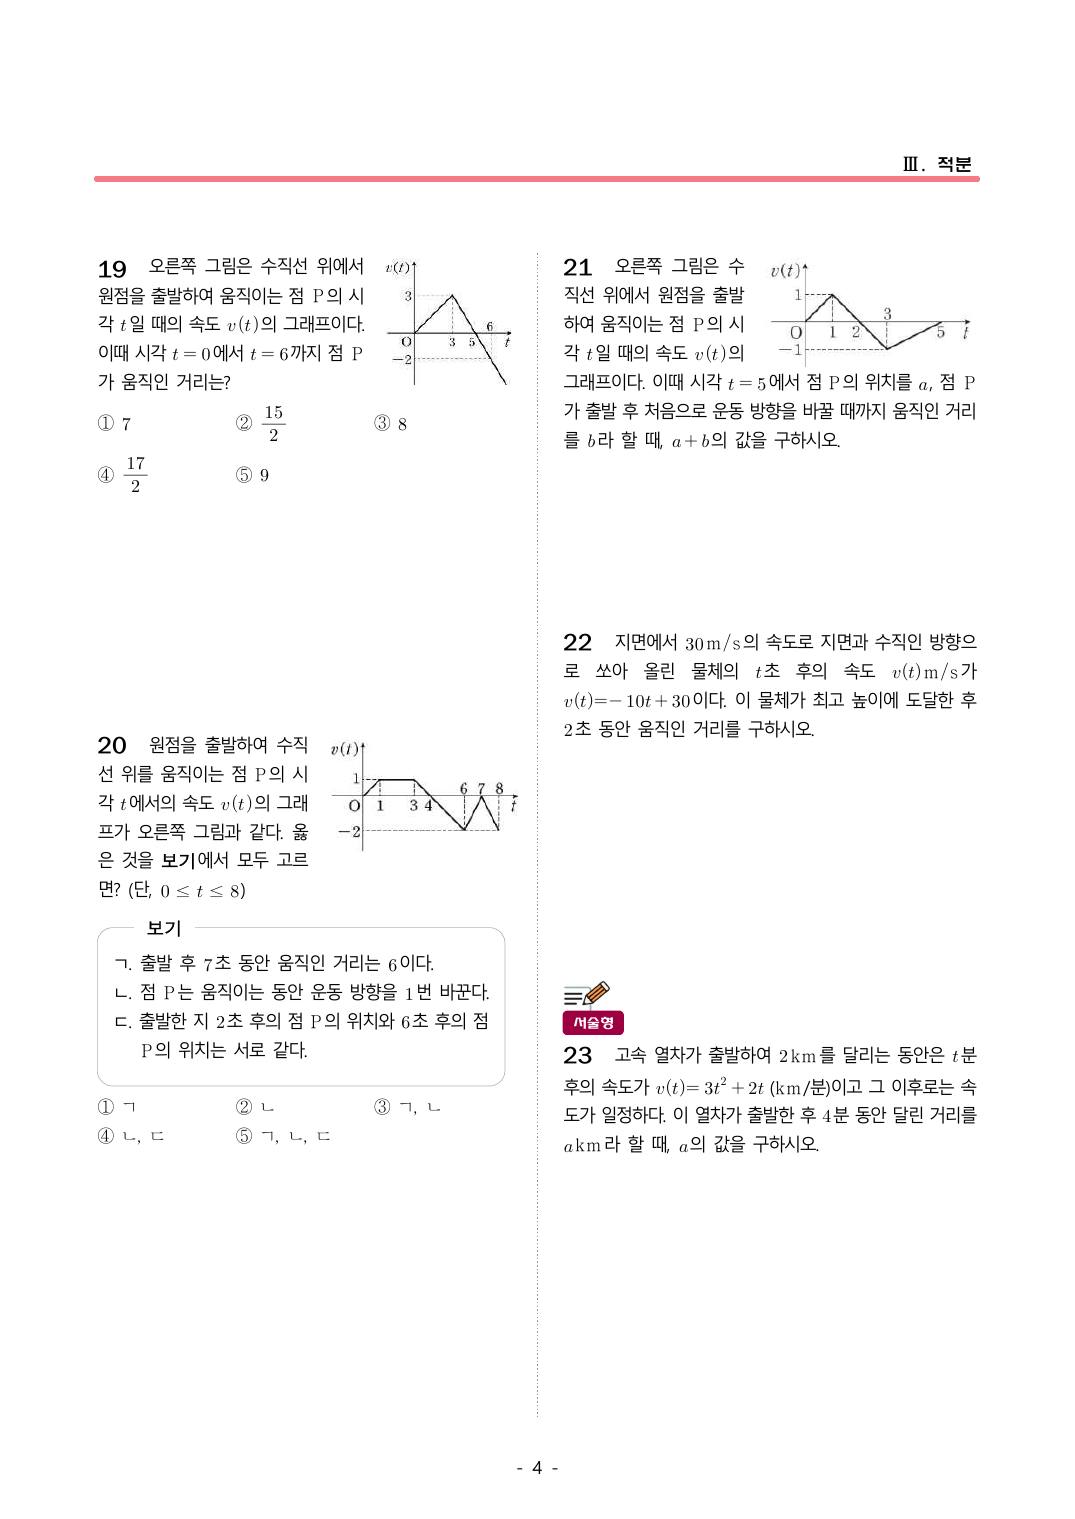 Ⅲ. 적분
19 오른쪽 그림은 수직선 위에서
원점을 출발하여 움직이는 점 P의 시
각 t일 때의 속도 v(t)의 그래프이다.
이때 시각 t=0에서 t=6까지 점 P
가 움직인 거리는?
v(t)
3
6
O
3
5
t
-2
① 7
② 15/2
③ 8
④ 17/2
⑤ 9
20 원점을 출발하여 수직
선 위를 움직이는 점 P의 시
각 t에서의 속도 v(t)의 그래
프가 오른쪽 그림과 같다. 옳
은 것을 보기에서 모두 고르
면? (단, 0 ≤ t ≤ 8)
v(t)
1
6 7 8
O 1 3 4 t
-2
보기
ㄱ. 출발 후 7초 동안 움직인 거리는 6이다.
ㄴ. 점 P는 움직이는 동안 운동 방향을 1번 바꾼다.
ㄷ. 출발한 지 2초 후의 점 P의 위치와 6초 후의 점
P의 위치는 서로 같다.
① ㄱ ② ㄴ ③ ㄱ, ㄴ
④ ㄴ, ㄷ ⑤ ㄱ, ㄴ, ㄷ
21 오른쪽 그림은 수
직선 위에서 원점을 출발
하여 움직이는 점 P의 시
각 t일 때의 속도 v(t)의
그래프이다. 이때 시각 t=5에서 점 P의 위치를 a, 점 P
가 출발 후 처음으로 운동 방향을 바꿀 때까지 움직인 거리
를 b라 할 때, a+b의 값을 구하시오.
v(t)
1
3
O 1 2 5 t
-1
22 지면에서 30m/s의 속도로 지면과 수직인 방향으
로 쏘아 올린 물체의 t초 후의 속도 v(t)m/s가
v(t)=-10t+30이다. 이 물체가 최고 높이에 도달한 후
2초 동안 움직인 거리를 구하시오.
서술형
23 고속 열차가 출발하여 2km를 달리는 동안은 t분
후의 속도가 v(t)=3t²+2t (km/분)이고 그 이후로는 속
도가 일정하다. 이 열차가 출발한 후 4분 동안 달린 거리를
akm라 할 때, a의 값을 구하시오.
- 4 -